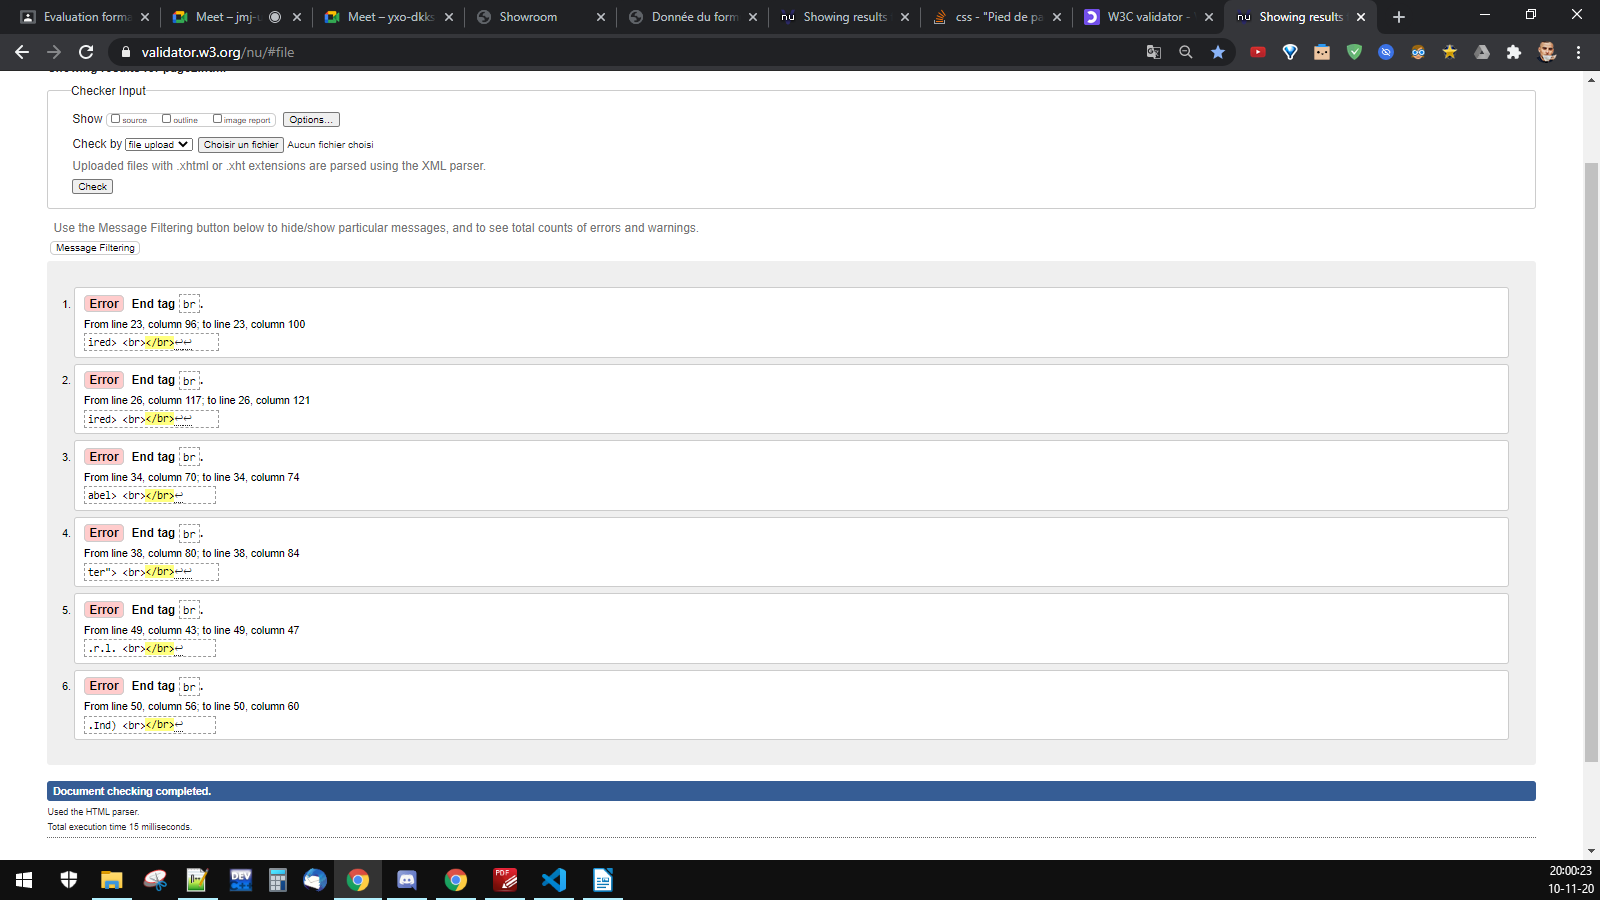 Evaluation forma
Meet – jmj-u
Meet – yxo-dkks
Showroom
Donnée du form
Showing results
css - "Pied de pa
W3C validator -
Showing results
validator.w3.org/nu/#file
Checker Input
Show source outline image report Options...
Check by file upload Choisir un fichier Aucun fichier choisi
Uploaded files with .xhtml or .xht extensions are parsed using the XML parser.
Check
Use the Message Filtering button below to hide/show particular messages, and to see total counts of errors and warnings.
Message Filtering
1. Error End tag br.
From line 23, column 96; to line 23, column 100
ired> <br></br>↩↩
2. Error End tag br.
From line 26, column 117; to line 26, column 121
ired> <br></br>↩↩
3. Error End tag br.
From line 34, column 70; to line 34, column 74
abel> <br></br>↩
4. Error End tag br.
From line 38, column 80; to line 38, column 84
ter"> <br></br>↩↩
5. Error End tag br.
From line 49, column 43; to line 49, column 47
.r.l. <br></br>↩
6. Error End tag br.
From line 50, column 56; to line 50, column 60
.Ind) <br></br>↩
Document checking completed.
Used the HTML parser.
Total execution time 15 milliseconds.
DEV
PDF
20:00:23
10-11-20